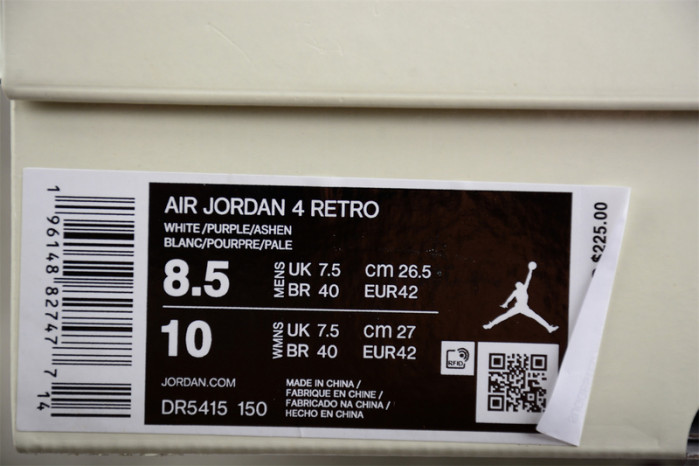 1 96148 82747 7 14
AIR JORDAN 4 RETRO
WHITE/PURPLE/ASHEN
BLANC/POURPRE/PALE
8.5 MENS UK 7.5 cm 26.5
BR 40 EUR42
10 WMNS UK 7.5 cm 27
BR 40 EUR42
JORDAN.COM
DR5415 150
MADE IN CHINA /
FABRIQUE EN CHINE /
FABRICADO NA CHINA /
HECHO EN CHINA
RFID
$225.00